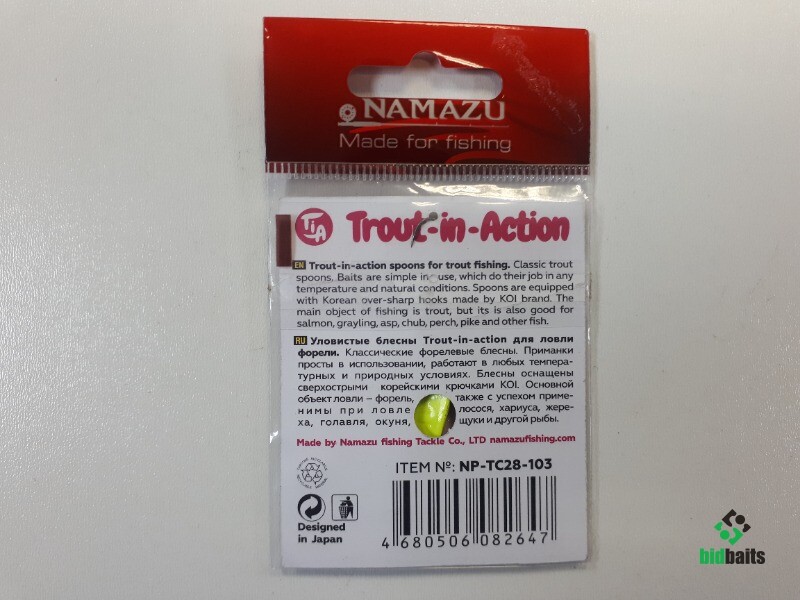 NAMAZU
Made for fishing
TiA Trout-in-Action
EN Trout-in-action spoons for trout fishing. Classic trout
spoons. Baits are simple in use, which do their job in any
temperature and natural conditions. Spoons are equipped
with Korean over-sharp hooks made by KOI brand. The
main object of fishing is trout, but its is also good for
salmon, grayling, asp, chub, perch, pike and other fish.
RU Уловистые блесны Trout-in-action для ловли
форели. Классические форелевые блесны. Приманки
просты в использовании, работают в любых темпера-
турных и природных условиях. Блесны оснащены
сверхострыми корейскими крючками KOI. Основной
объект ловли – форель, также с успехом приме-
нимы при ловле лосося, хариуса, жере-
ха, голавля, окуня, щуки и другой рыбы.
Made by Namazu fishing Tackle Co., LTD namazufishing.com
ITEM №: NP-TC28-103
Designed
in Japan
4 680506 082647
bidbaits